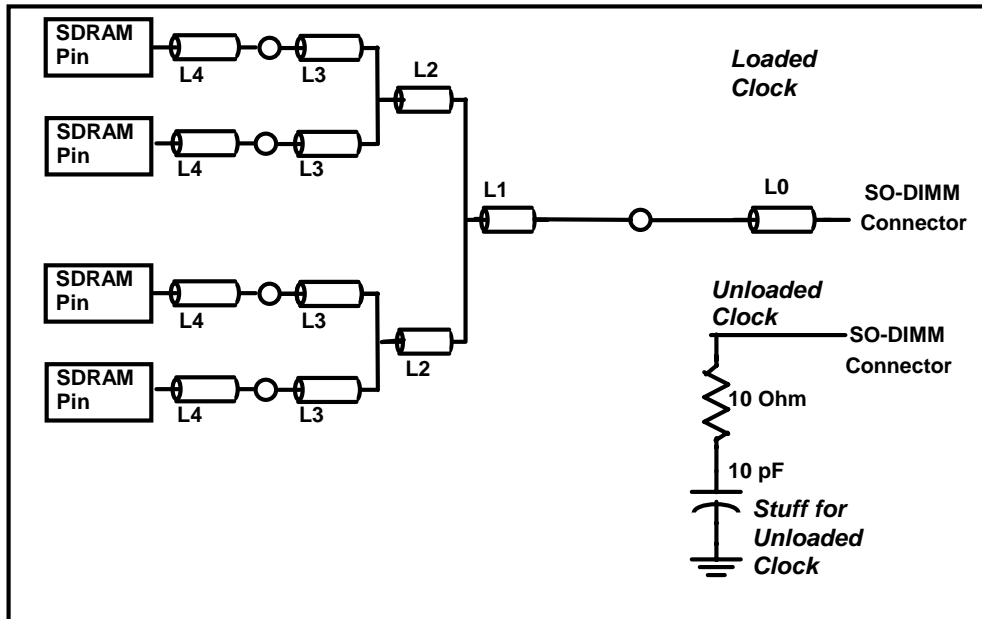 SDRAM
Pin
L4
L3
L2
Loaded
Clock
SDRAM
Pin
L4
L3
L1
L0
SO-DIMM
Connector
SDRAM
Pin
L4
L3
L2
Unloaded
Clock
SO-DIMM
Connector
SDRAM
Pin
L4
L3
10 Ohm
10 pF
Stuff for
Unloaded
Clock